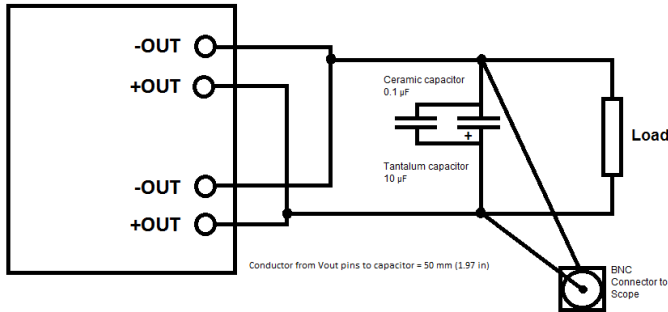 -OUT
+OUT
-OUT
+OUT
Ceramic capacitor
0.1 µF
+
Tantalum capacitor
10 µF
Load
Conductor from Vout pins to capacitor = 50 mm (1.97 in)
BNC
Connector to
Scope